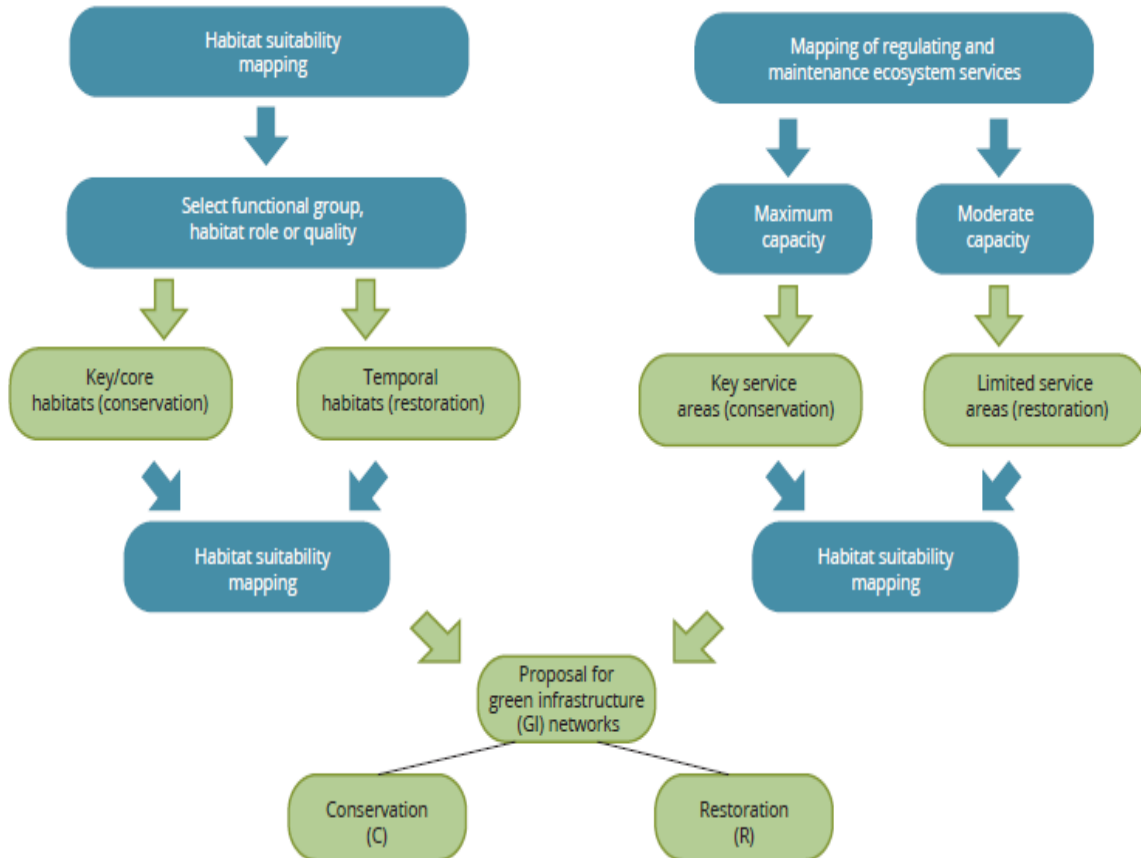 Habitat suitability
mapping
Mapping of regulating and
maintenance ecosystem services
Select functional group,
habitat role or quality
Maximum
capacity
Moderate
capacity
Key/core
habitats (conservation)
Temporal
habitats (restoration)
Key service
areas (conservation)
Limited service
areas (restoration)
Habitat suitability
mapping
Habitat suitability
mapping
Proposal for
green infrastructure
(GI) networks
Conservation
(C)
Restoration
(R)